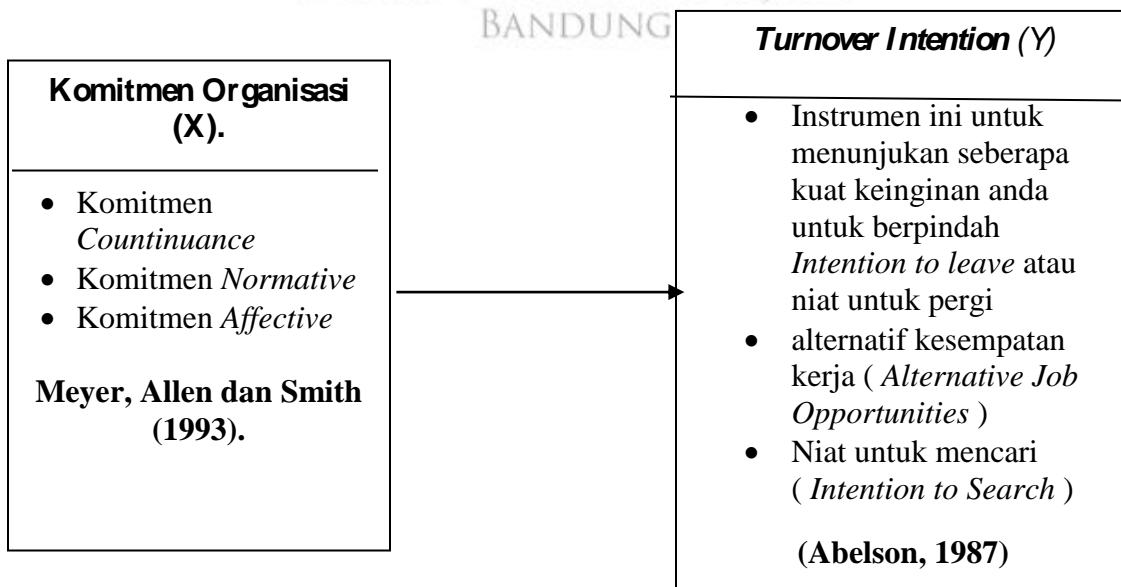 BANDUNG
Komitmen Organisasi
(X).
• Komitmen
Countinuance
• Komitmen Normative
• Komitmen Affective
Meyer, Allen dan Smith
(1993).
Turnover Intention (Y)
• Instrumen ini untuk
menunjukan seberapa
kuat keinginan anda
untuk berpindah
Intention to leave atau
niat untuk pergi
• alternatif kesempatan
kerja ( Alternative Job
Opportunities )
• Niat untuk mencari
( Intention to Search )
(Abelson, 1987)